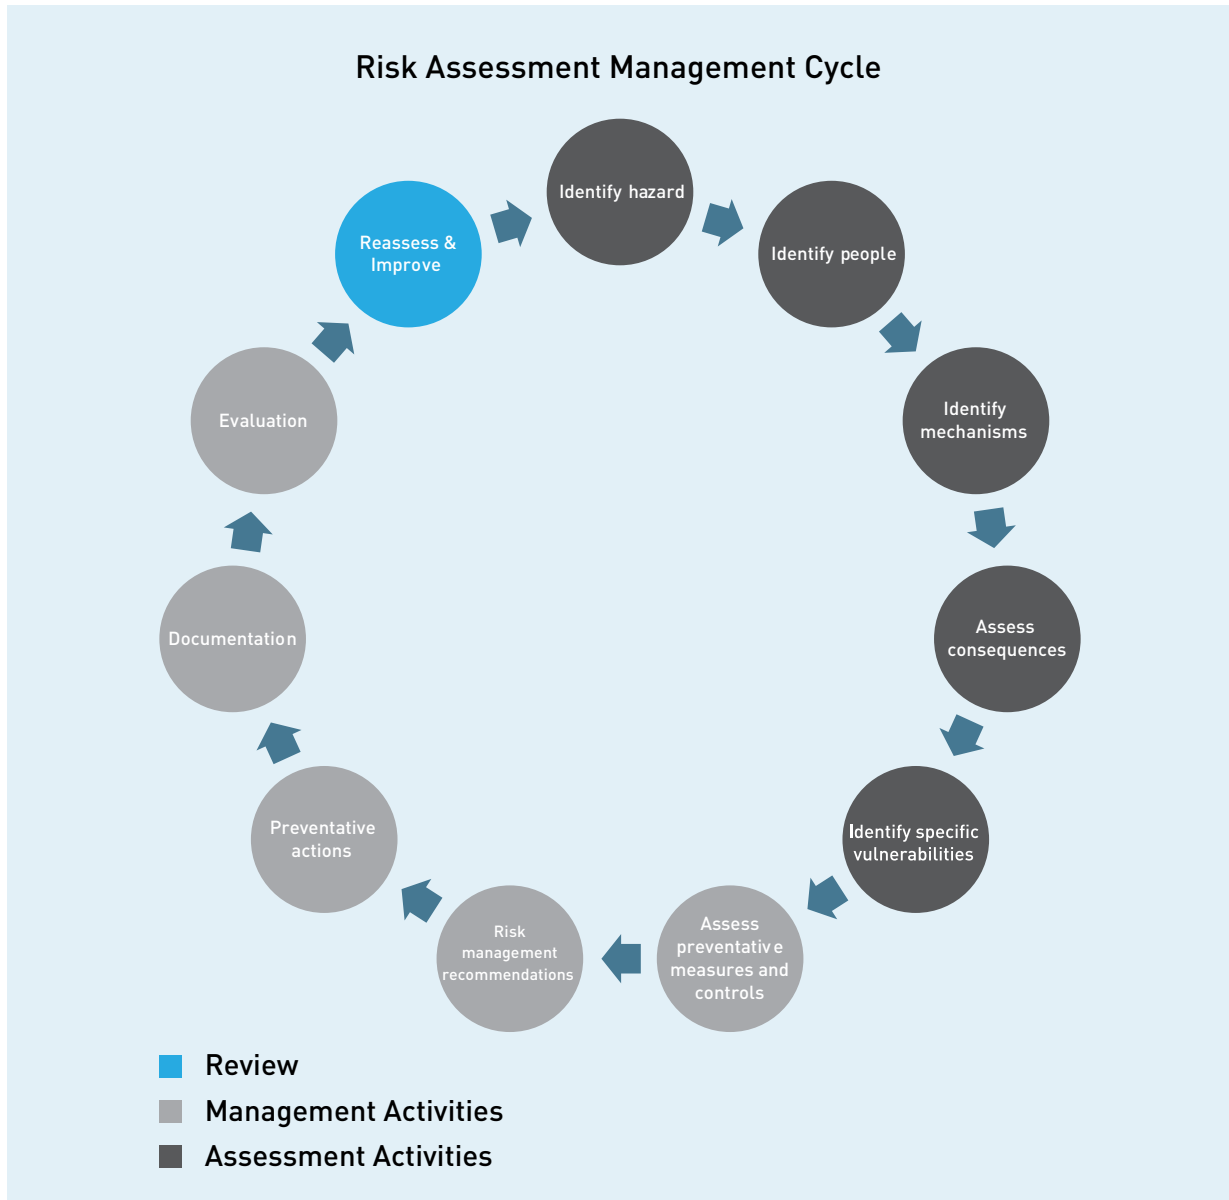 Risk Assessment Management Cycle
Identify hazard
Identify people
Identify
mechanisms
Assess
consequences
Identify specific
vulnerabilities
Assess
preventative
measures and
controls
Risk
management
recommendations
Preventative
actions
Documentation
Evaluation
Reassess &
Improve
Review
Management Activities
Assessment Activities